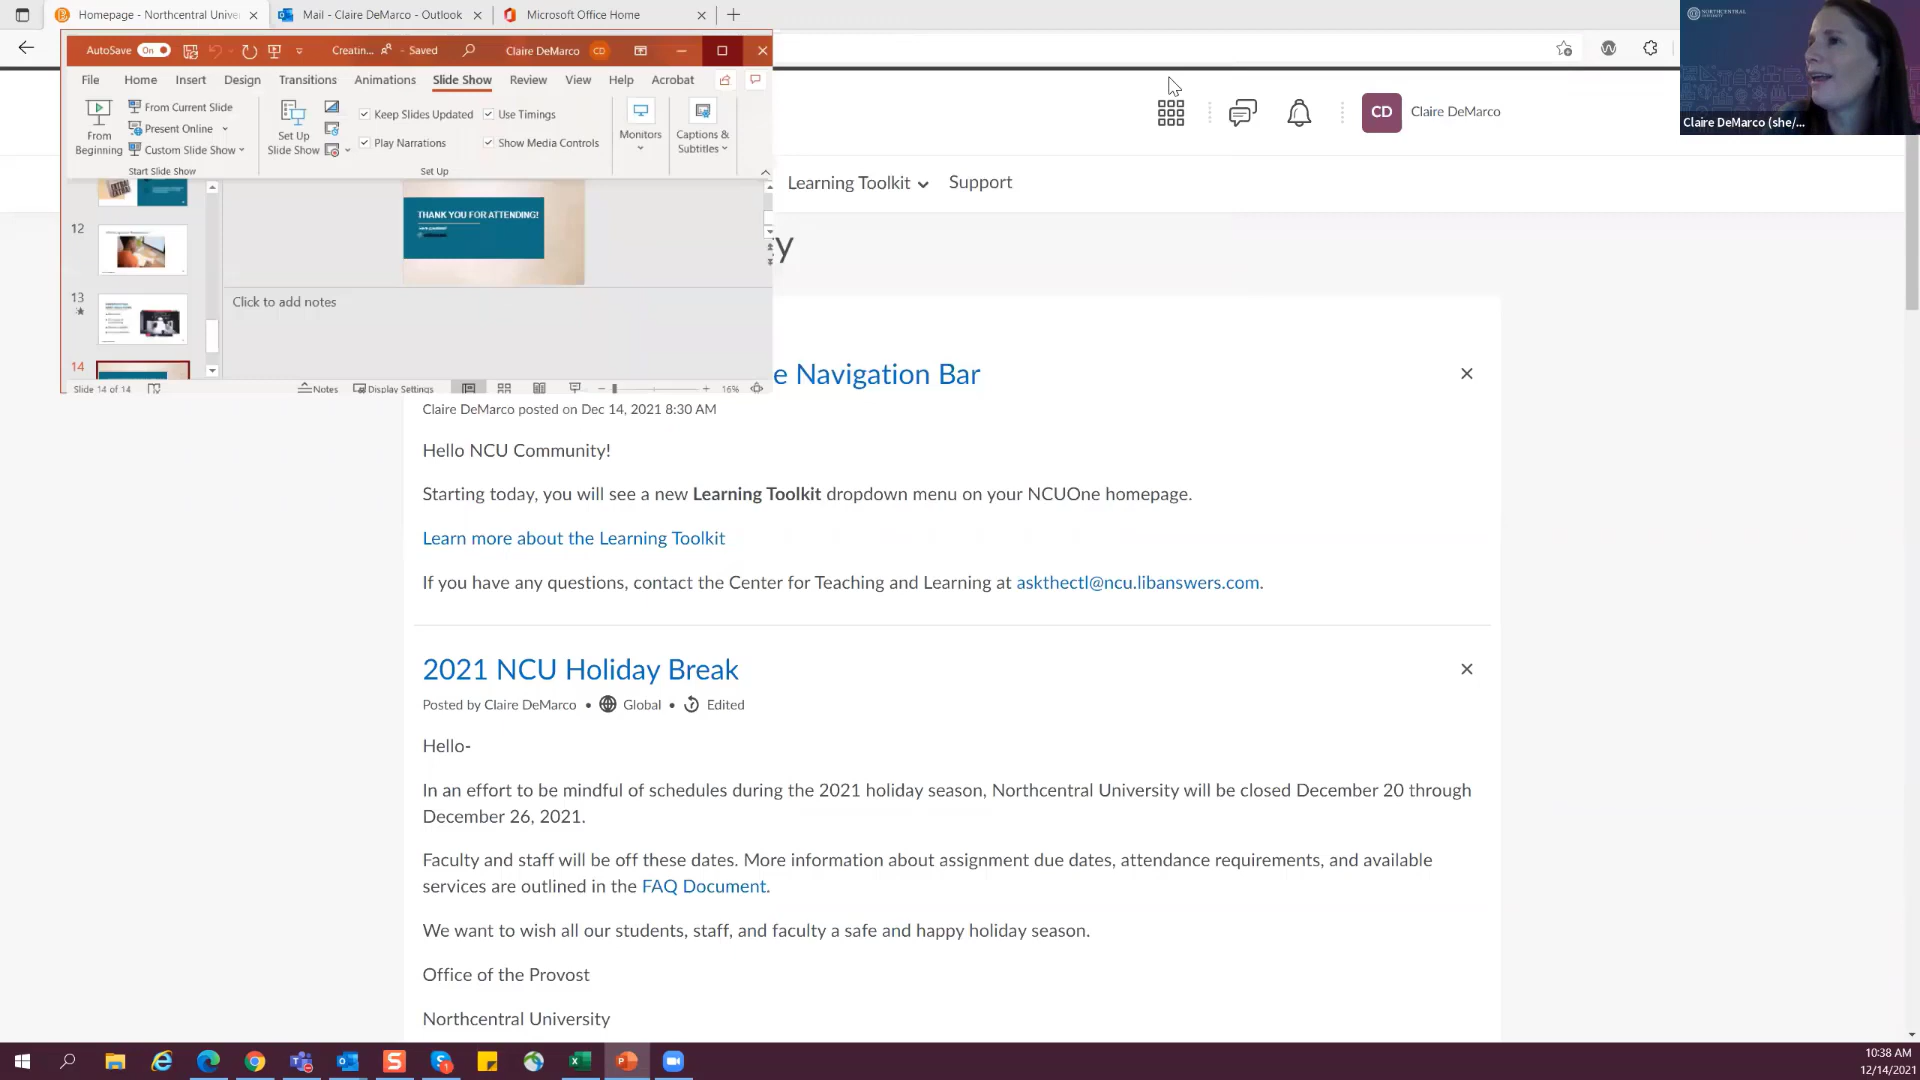 Homepage - Northcentral Unive
Mail - Claire DeMarco - Outlook
Microsoft Office Home
AutoSave On
Creatin... - Saved
Claire DeMarco CD
File Home Insert Design Transitions Animations Slide Show Review View Help Acrobat
From Beginning
From Current Slide
Present Online
Custom Slide Show
Start Slide Show
Set Up Slide Show
Keep Slides Updated
Play Narrations
Use Timings
Show Media Controls
Set Up
Monitors
Captions & Subtitles
12
13
14
THANK YOU FOR ATTENDING!
Click to add notes
Slide 14 of 14
Notes
Display Settings
16%
NORTHCENTRAL UNIVERSITY
Claire DeMarco (she/...
CD Claire DeMarco
Learning Toolkit Support
y
e Navigation Bar
Claire DeMarco posted on Dec 14, 2021 8:30 AM
Hello NCU Community!
Starting today, you will see a new Learning Toolkit dropdown menu on your NCUOne homepage.
Learn more about the Learning Toolkit
If you have any questions, contact the Center for Teaching and Learning at askthectl@ncu.libanswers.com.
2021 NCU Holiday Break
Posted by Claire DeMarco • Global • Edited
Hello-
In an effort to be mindful of schedules during the 2021 holiday season, Northcentral University will be closed December 20 through
December 26, 2021.
Faculty and staff will be off these dates. More information about assignment due dates, attendance requirements, and available
services are outlined in the FAQ Document.
We want to wish all our students, staff, and faculty a safe and happy holiday season.
Office of the Provost
Northcentral University
10:38 AM
12/14/2021